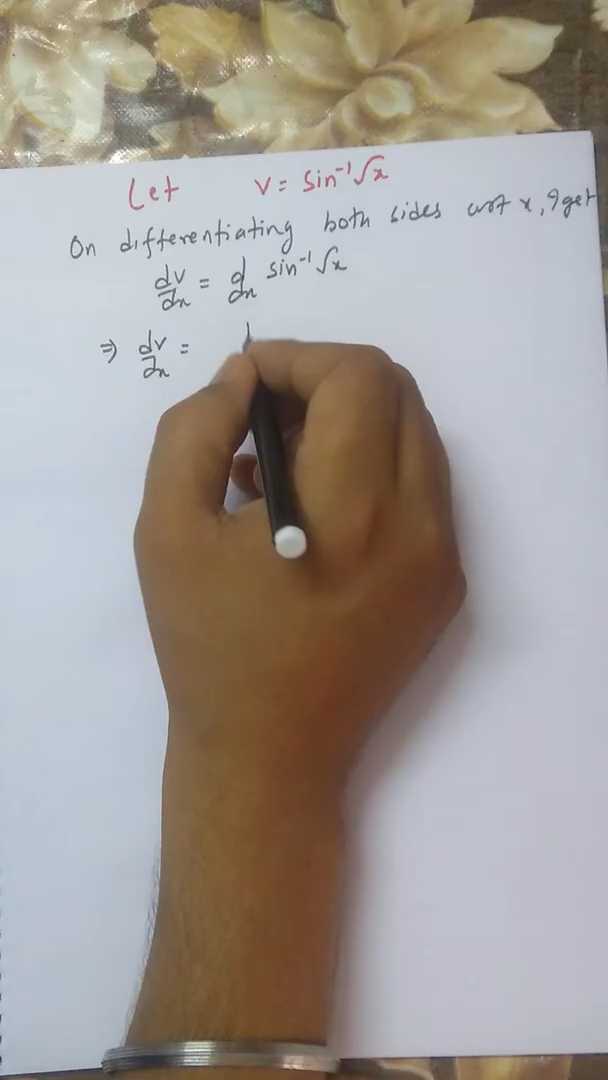 Let v = sin⁻¹√x
On differentiating both sides wrt x, I get
dv/dx = d/dx sin⁻¹√x
⇒ dv/dx =